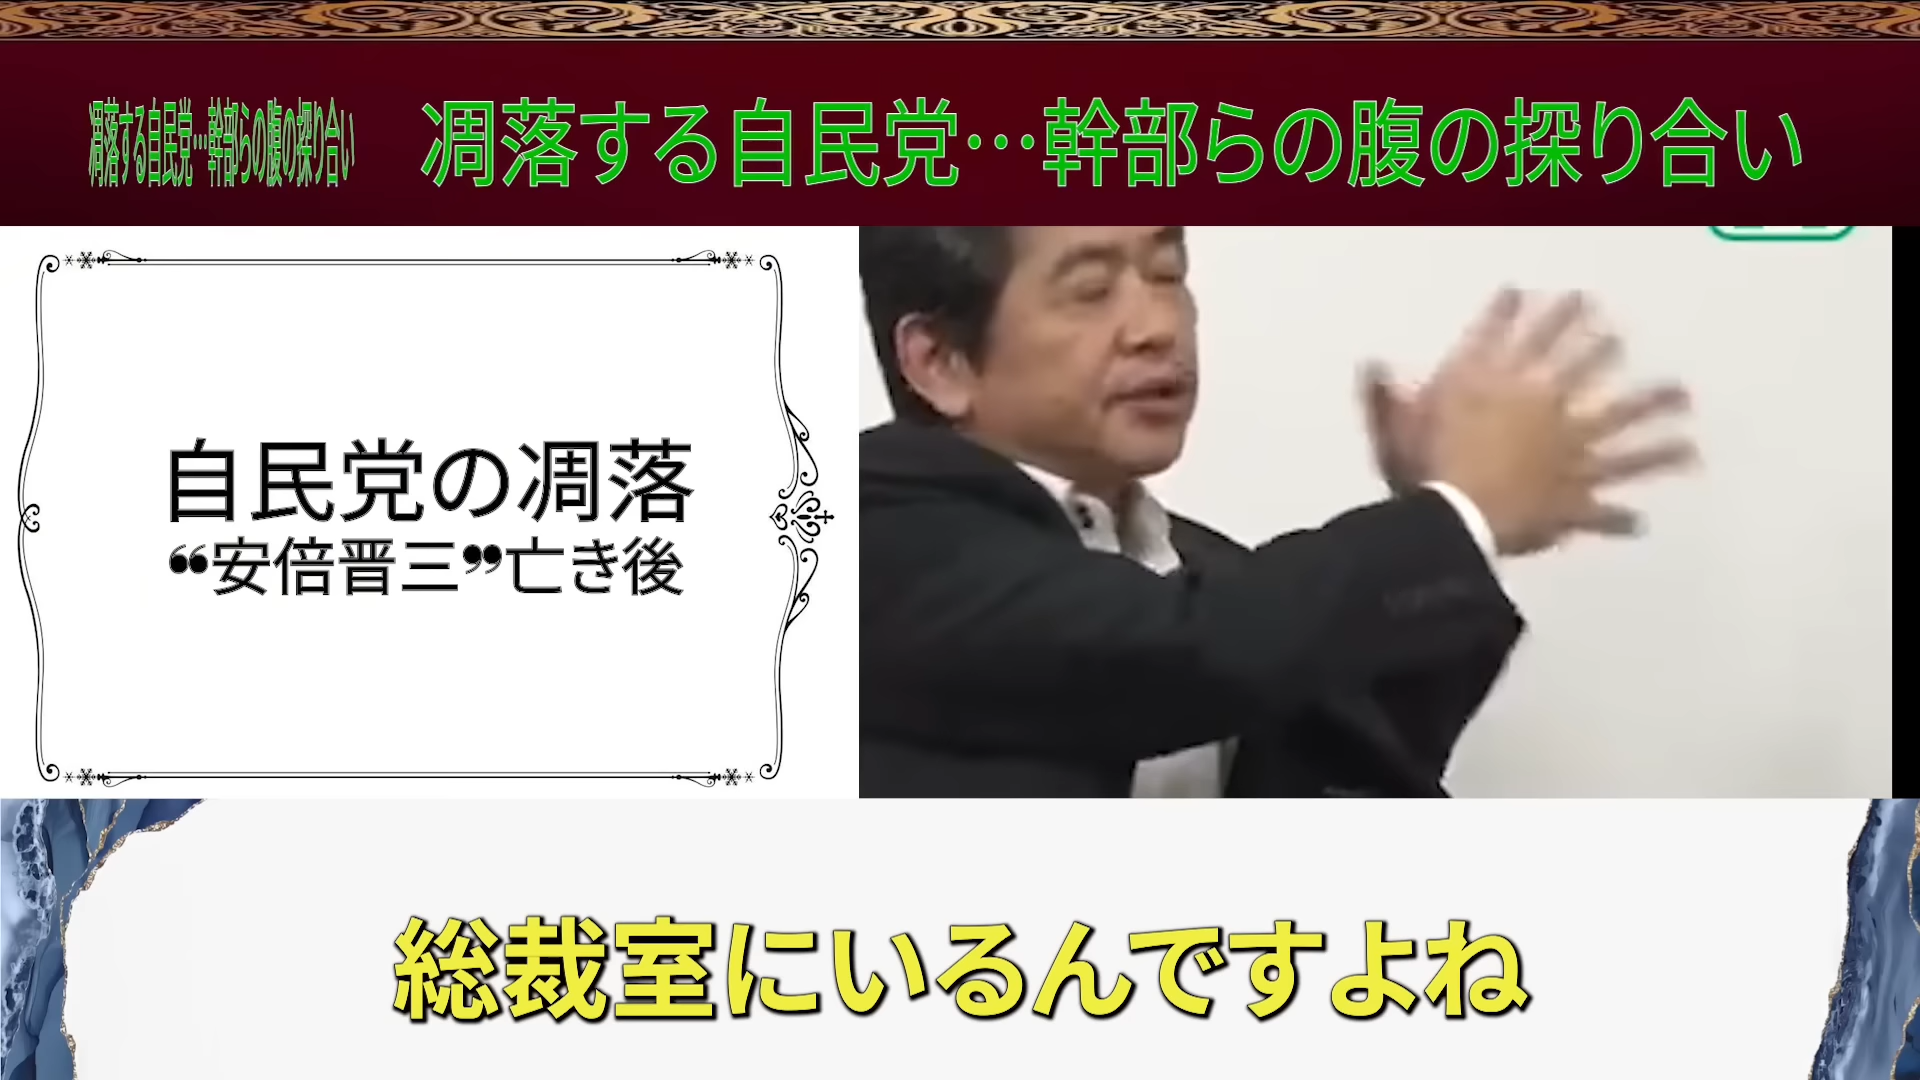 凋落する自民党…幹部らの腹の探り合い
凋落する自民党…幹部らの腹の探り合い
自民党の凋落
❝安倍晋三❞亡き後
総裁室にいるんですよね